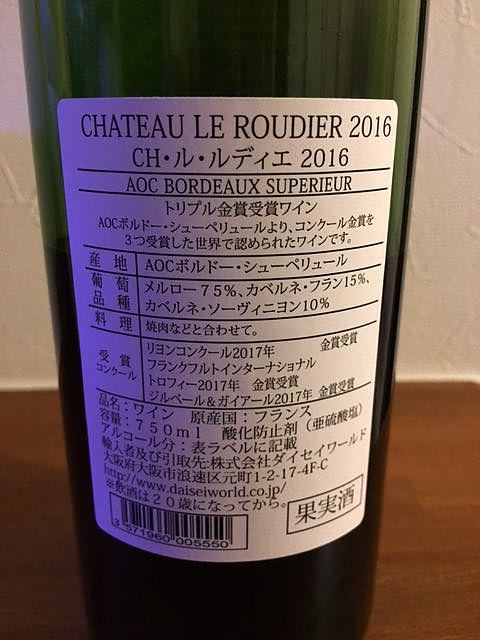 CHATEAU LE ROUDIER 2016
CH・ル・ルディエ 2016
AOC BORDEAUX SUPERIEUR
トリプル金賞受賞ワイン
AOCボルドー・シューペリュールより、コンクール金賞を
３つ受賞した世界で認められたワインです。
産 地 AOCボルドー・シューペリュール
葡 萄 メルロー７５%、カベルネ・フラン１５%、
品 種 カベルネ・ソーヴィニヨン１０%
料 理 焼肉などと合わせて。
受 賞 コンクール
リヨンコンクール2017年 金賞受賞
フランクフルトインターナショナル
トロフィー2017年 金賞受賞
ジルベール＆ガイアール2017年 金賞受賞
品名：ワイン 原産国：フランス
容量：７５０ｍｌ 酸化防止剤（亜硫酸塩）
アルコール分：表ラベルに記載
輸入者及び引取先：株式会社ダイセイワールド
大阪府大阪市浪速区元町1-2-17-4F-C
http://www.daiseiworld.co.jp/
※飲酒は２０歳になってから。
果実酒
3 571960 005550